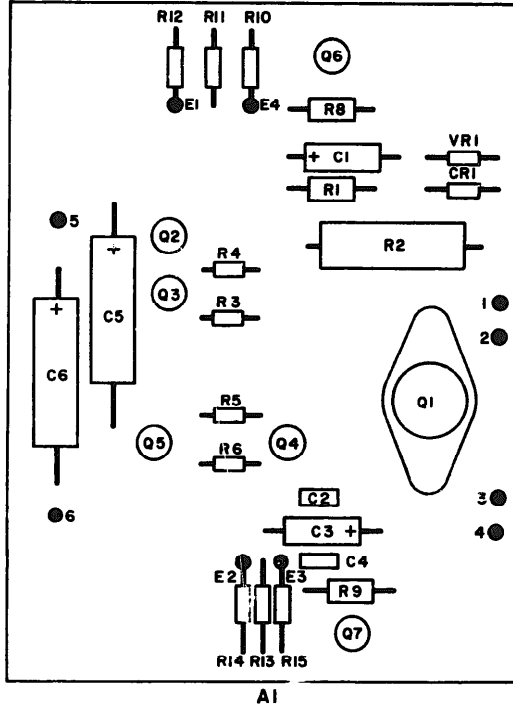 R12 R11 R10
Q6
E1 E4
R8
VR1
+ C1
CR1
R1
5
Q2
R4
R2
+
Q3
1
+
R3
C5
2
C6
Q1
R5
Q5
Q4
R6
C2
3
6
C3 +
4
C4
E2 E3
R9
Q7
R14 R13 R15
A1